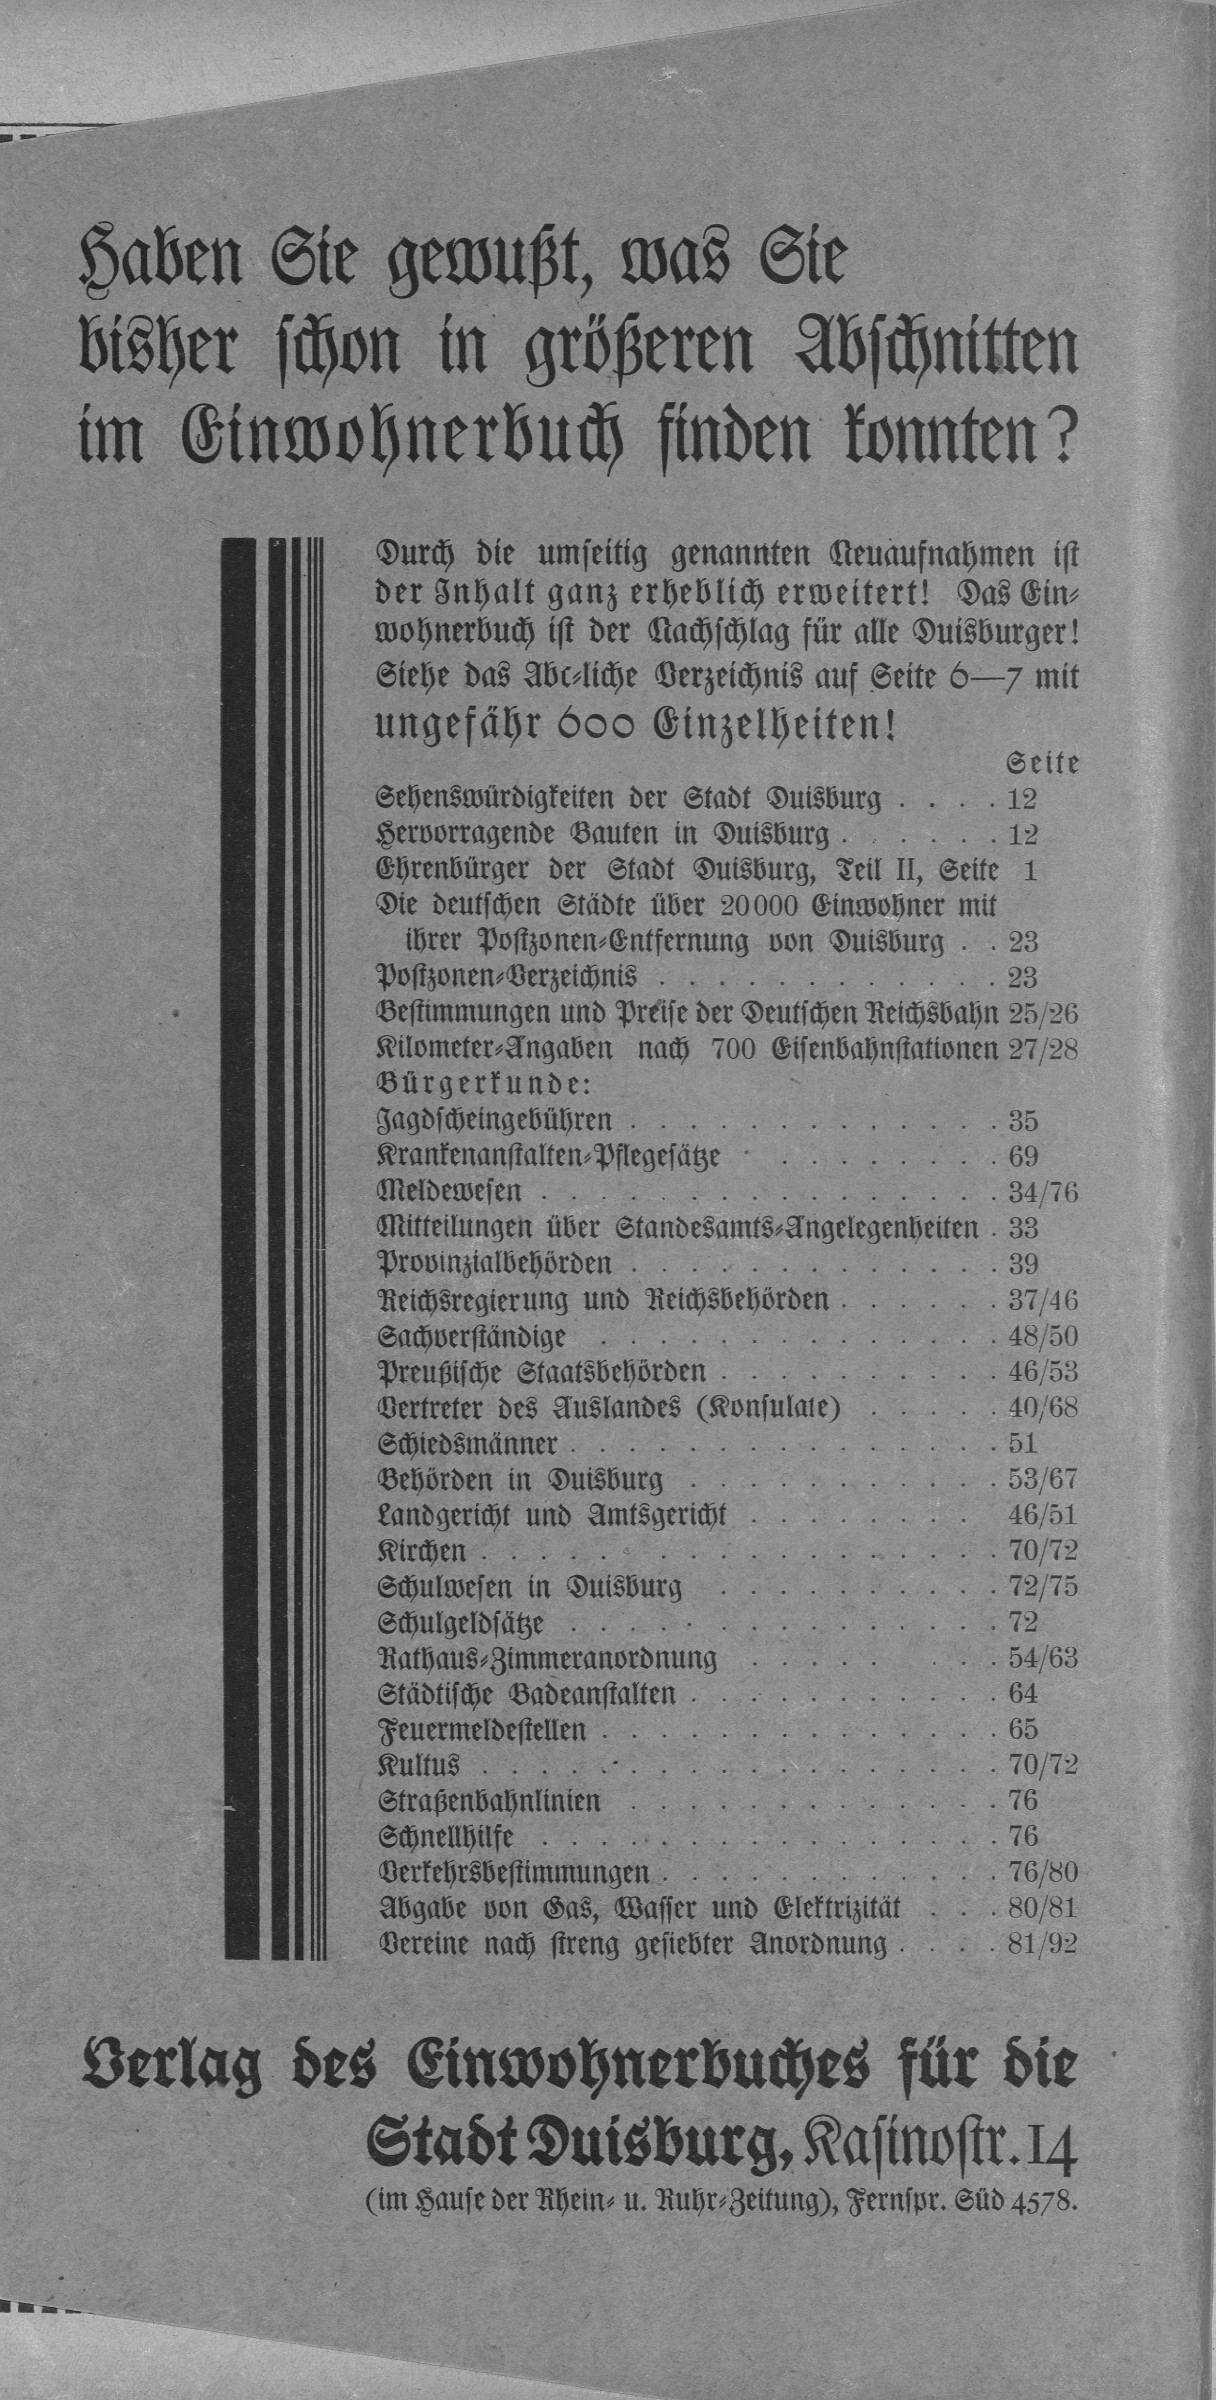 Haben Sie gewußt, was Sie
bisher schon in größeren Abschnitten
im Einwohnerbuch finden konnten?
Durch die umseitig genannten Neuaufnahmen ist
der Inhalt ganz erheblich erweitert! Das Ein-
wohnerbuch ist der Nachschlag für alle Duisburger!
Siehe das Abc-liche Verzeichnis auf Seite 6—7 mit
ungefähr 600 Einzelheiten!
Seite
Sehenswürdigkeiten der Stadt Duisburg . . . . 12
Hervorragende Bauten in Duisburg . . . . . . 12
Ehrenbürger der Stadt Duisburg, Teil II, Seite 1
Die deutschen Städte über 20000 Einwohner mit
ihrer Postzonen-Entfernung von Duisburg . . 23
Postzonen-Verzeichnis . . . . . . . . . . . . 23
Bestimmungen und Preise der Deutschen Reichsbahn 25/26
Kilometer-Angaben nach 700 Eisenbahnstationen 27/28
Bürgerkunde:
Jagdscheingebühren . . . . . . . . . . . . . 35
Krankenanstalten-Pflegesätze . . . . . . . . 69
Meldewesen . . . . . . . . . . . . . . . . 34/76
Mitteilungen über Standesamts-Angelegenheiten . 33
Provinzialbehörden . . . . . . . . . . . . . 39
Reichsregierung und Reichsbehörden . . . . . . 37/46
Sachverständige . . . . . . . . . . . . . . 48/50
Preußische Staatsbehörden . . . . . . . . . . 46/53
Vertreter des Auslandes (Konsulate) . . . . . 40/68
Schiedsmänner . . . . . . . . . . . . . . . 51
Behörden in Duisburg . . . . . . . . . . . 53/67
Landgericht und Amtsgericht . . . . . . . . 46/51
Kirchen . . . . . . . . . . . . . . . . . . 70/72
Schulwesen in Duisburg . . . . . . . . . . 72/75
Schulgeldsätze . . . . . . . . . . . . . . . 72
Rathaus-Zimmeranordnung . . . . . . . . 54/63
Städtische Badeanstalten . . . . . . . . . . . 64
Feuermeldestellen . . . . . . . . . . . . . . 65
Kultus . . . . . . . . . . . . . . . . . . 70/72
Straßenbahnlinien . . . . . . . . . . . . . 76
Schnellhilfe . . . . . . . . . . . . . . . . 76
Verkehrsbestimmungen . . . . . . . . . . . . 76/80
Abgabe von Gas, Wasser und Elektrizität . . . 80/81
Vereine nach streng gesiebter Anordnung . . . . 81/92
Verlag des Einwohnerbuches für die
Stadt Duisburg, Kasinostr. 14
(im Hause der Rhein- u. Ruhr-Zeitung), Fernspr. Süd 4578.